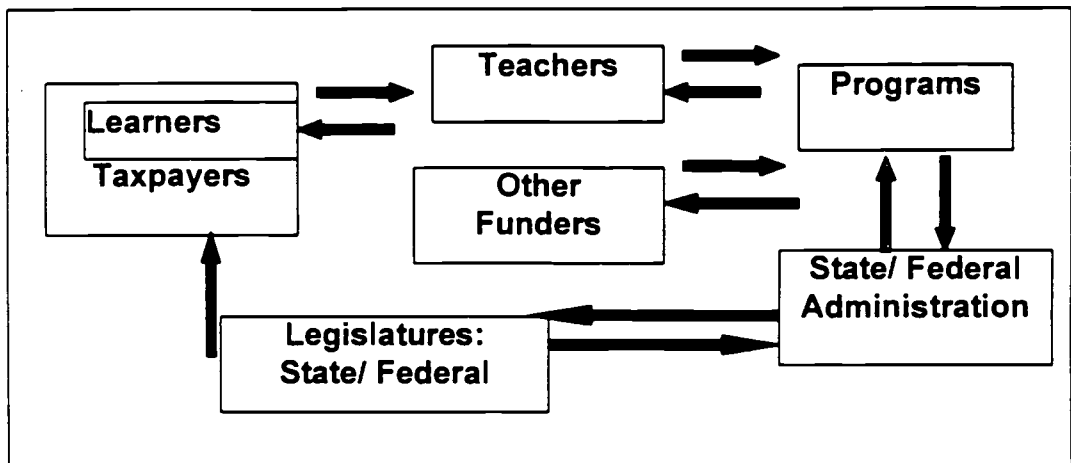 Teachers
Programs
Learners
Taxpayers
Other
Funders
State/ Federal
Administration
Legislatures:
State/ Federal